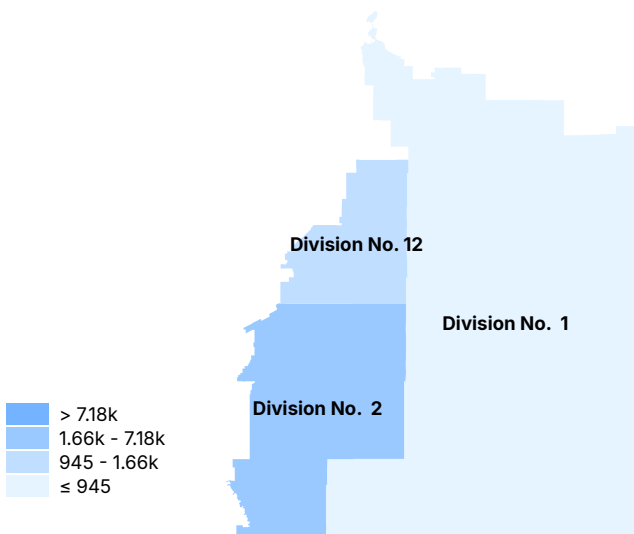 Division No. 12
Division No.  1
Division No.  2
> 7.18k
1.66k - 7.18k
945 - 1.66k
≤ 945